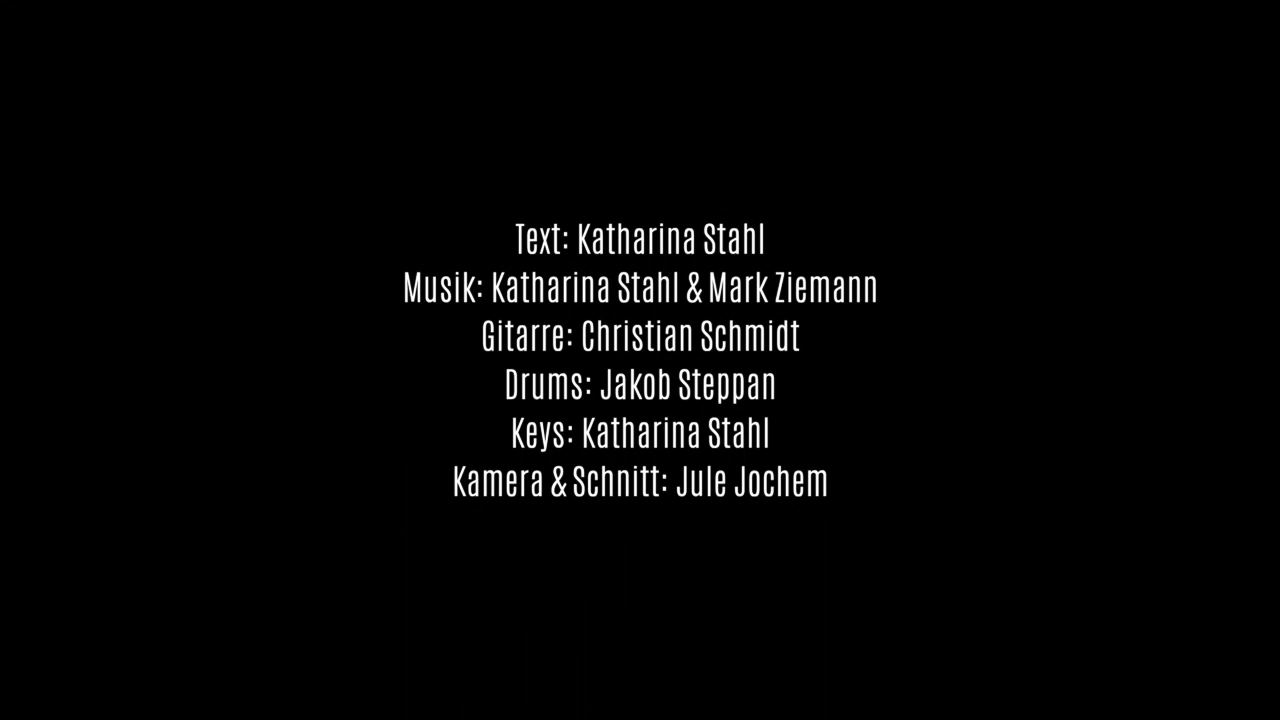 Text: Katharina Stahl
Musik: Katharina Stahl & Mark Ziemann
Gitarre: Christian Schmidt
Drums: Jakob Steppan
Keys: Katharina Stahl
Kamera & Schnitt: Jule Jochem